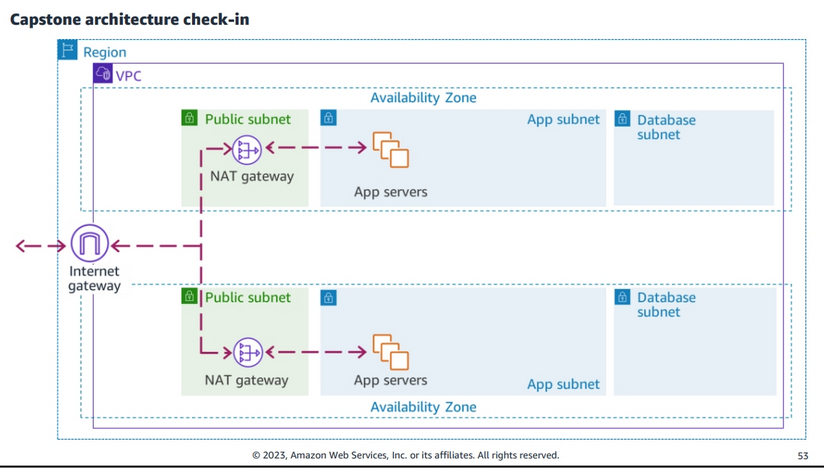 Capstone architecture check-in
Region
VPC
Availability Zone
Public subnet
NAT gateway
App subnet
App servers
Database
subnet
Internet
gateway
Public subnet
NAT gateway
App servers
App subnet
Database
subnet
Availability Zone
© 2023, Amazon Web Services, Inc. or its affiliates. All rights reserved.
53